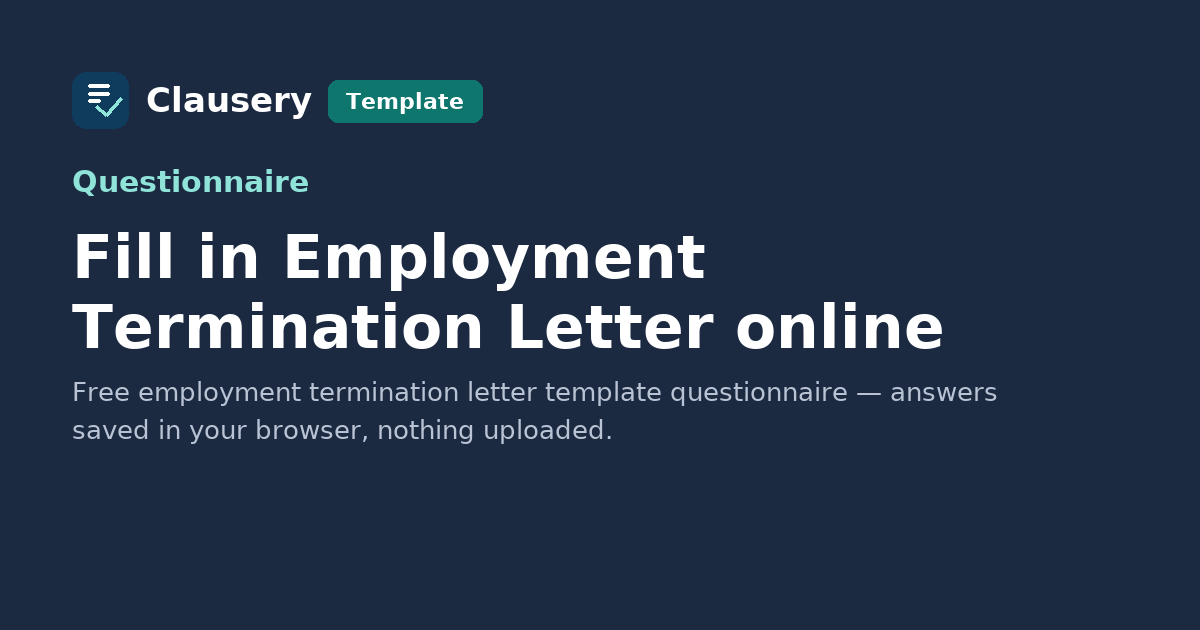 Clausery Template
Questionnaire
Fill in Employment
Termination Letter online
Free employment termination letter template questionnaire — answers
saved in your browser, nothing uploaded.